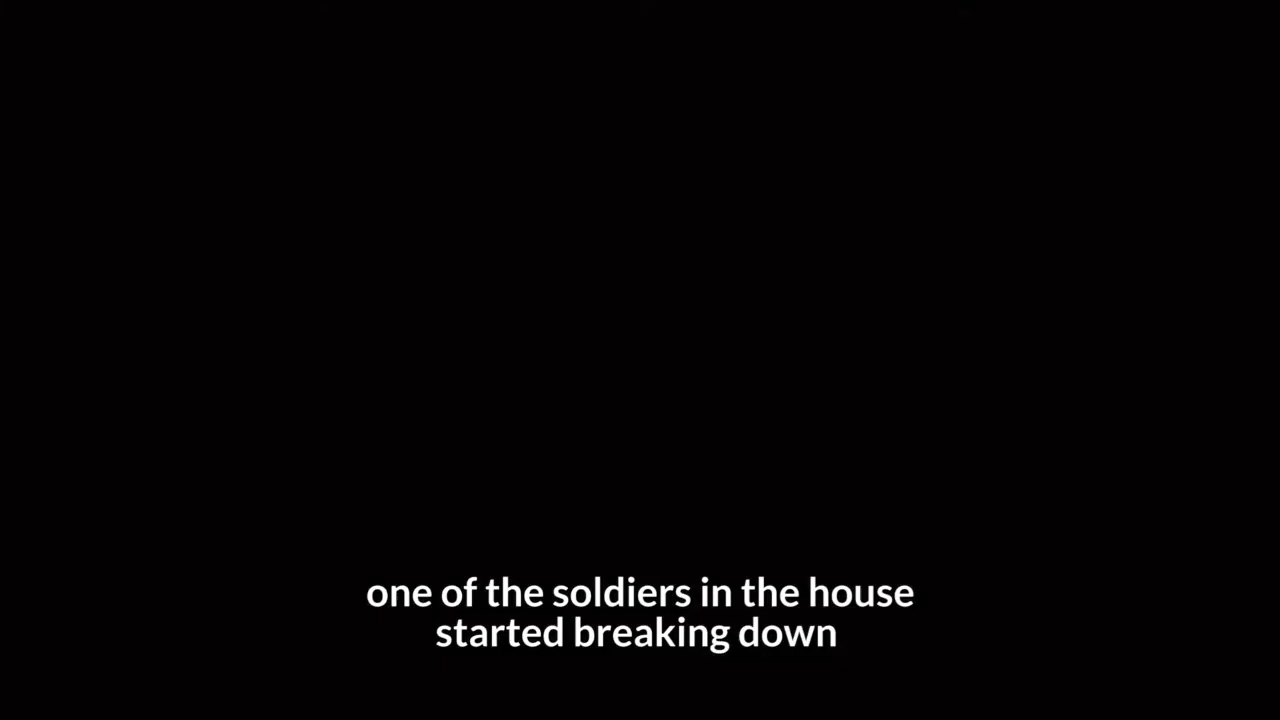 one of the soldiers in the house
started breaking down